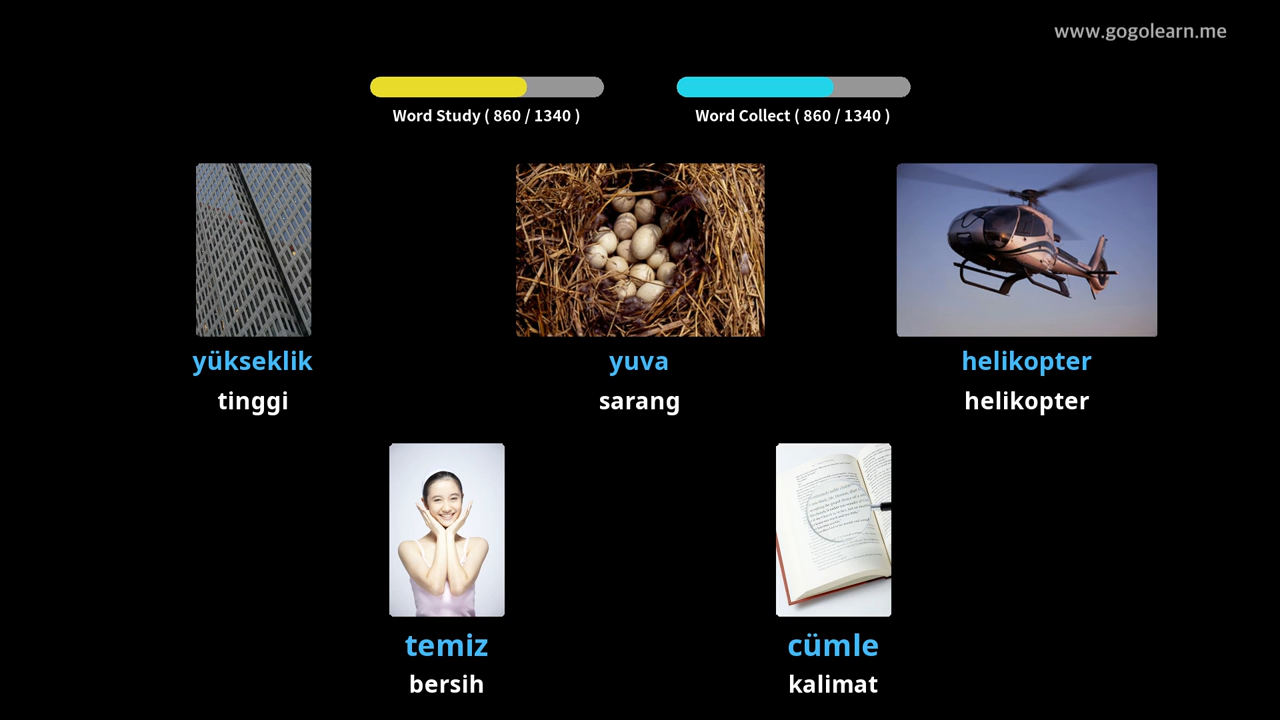 www.gogolearn.me
Word Study ( 860 / 1340 )
Word Collect ( 860 / 1340 )
yükseklik
tinggi
yuva
sarang
helikopter
helikopter
temiz
bersih
cümle
kalimat